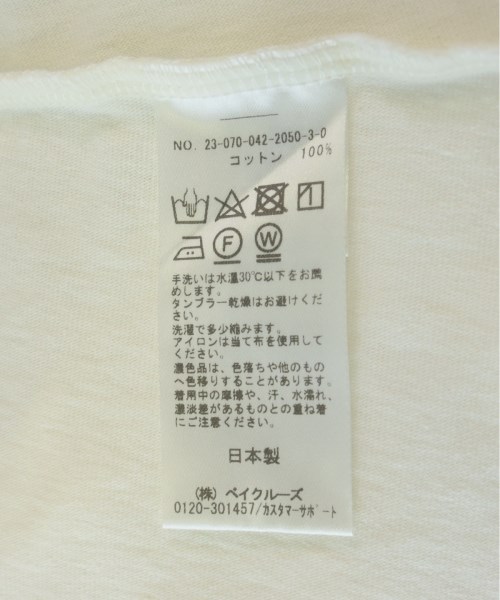 NO. 23-070-042-2050-3-0
コットン 100%
F
W
手洗いは水温30℃以下をお薦
めします。
タンブラー乾燥はお避けくだ
さい。
洗濯で多少縮みます。
アイロンは当て布を使用して
ください。
濃色品は、色落ちや他のもの
へ色移りすることがあります。
着用中の摩擦や、汗、水濡れ、
濃淡差があるものとの重ね着
にご注意ください。
日本製
(株) ベイクルーズ
0120-301457/カスタマーサポート